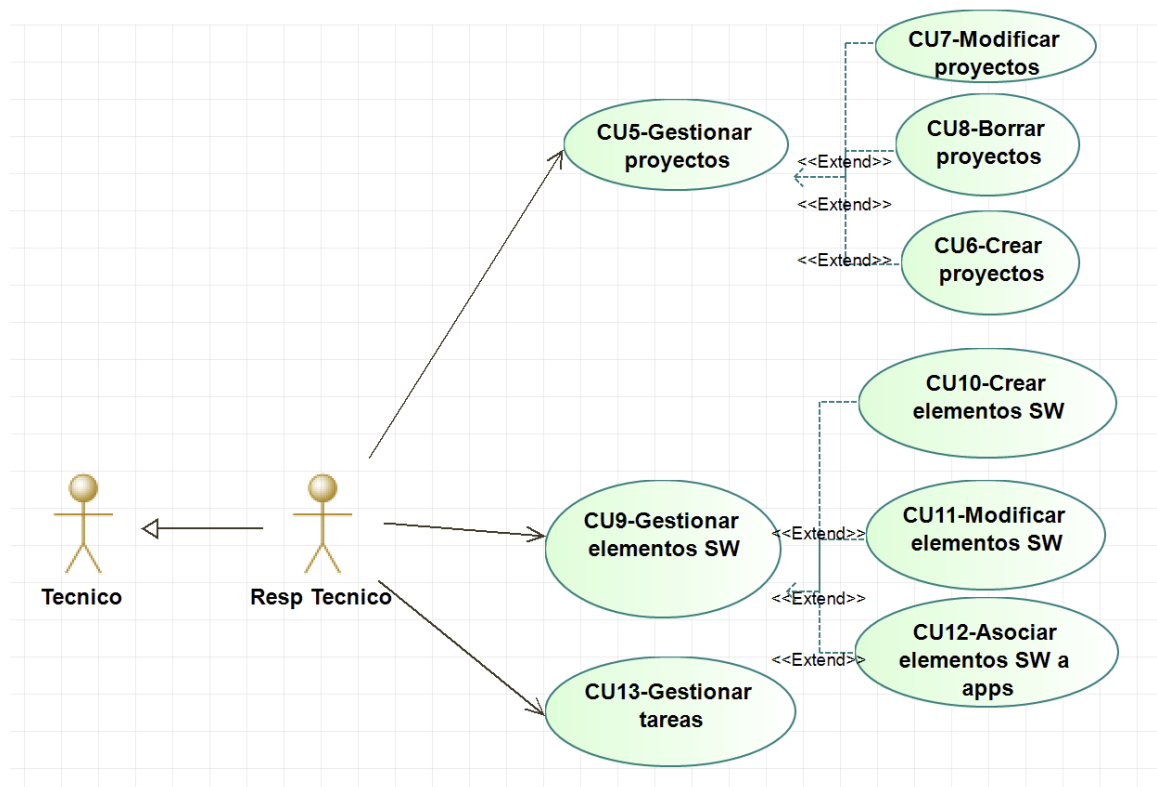 CU7-Modificar
proyectos
CU5-Gestionar
proyectos
CU8-Borrar
proyectos
<<Extend>>
<<Extend>>
<<Extend>>
CU6-Crear
proyectos
CU10-Crear
elementos SW
CU9-Gestionar
elementos SW
CU11-Modificar
elementos SW
<<Extend>>
<<Extend>>
<<Extend>>
CU12-Asociar
elementos SW a
apps
Tecnico
Resp Tecnico
CU13-Gestionar
tareas